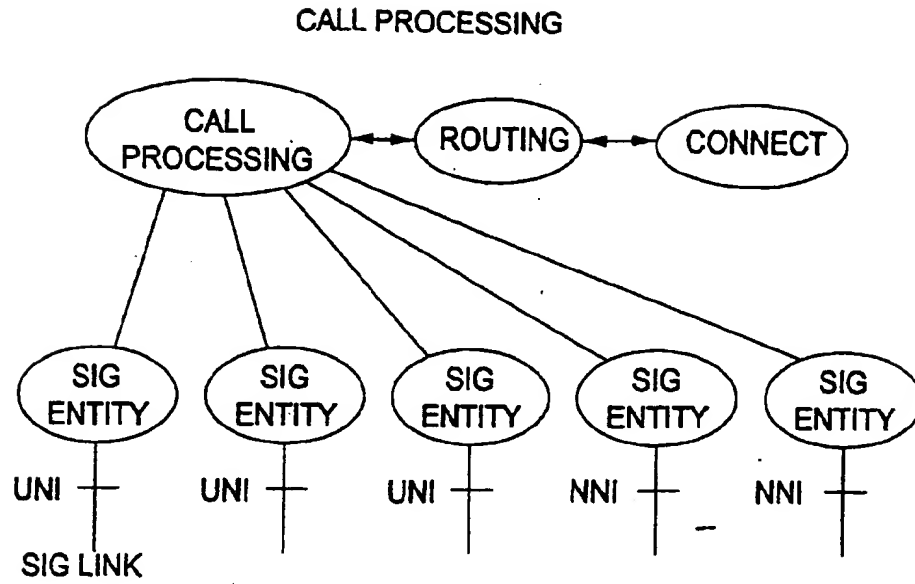 CALL PROCESSING
CALL
PROCESSING
ROUTING
CONNECT
SIG
ENTITY
SIG
ENTITY
SIG
ENTITY
SIG
ENTITY
SIG
ENTITY
UNI
UNI
UNI
NNI
NNI
SIG LINK